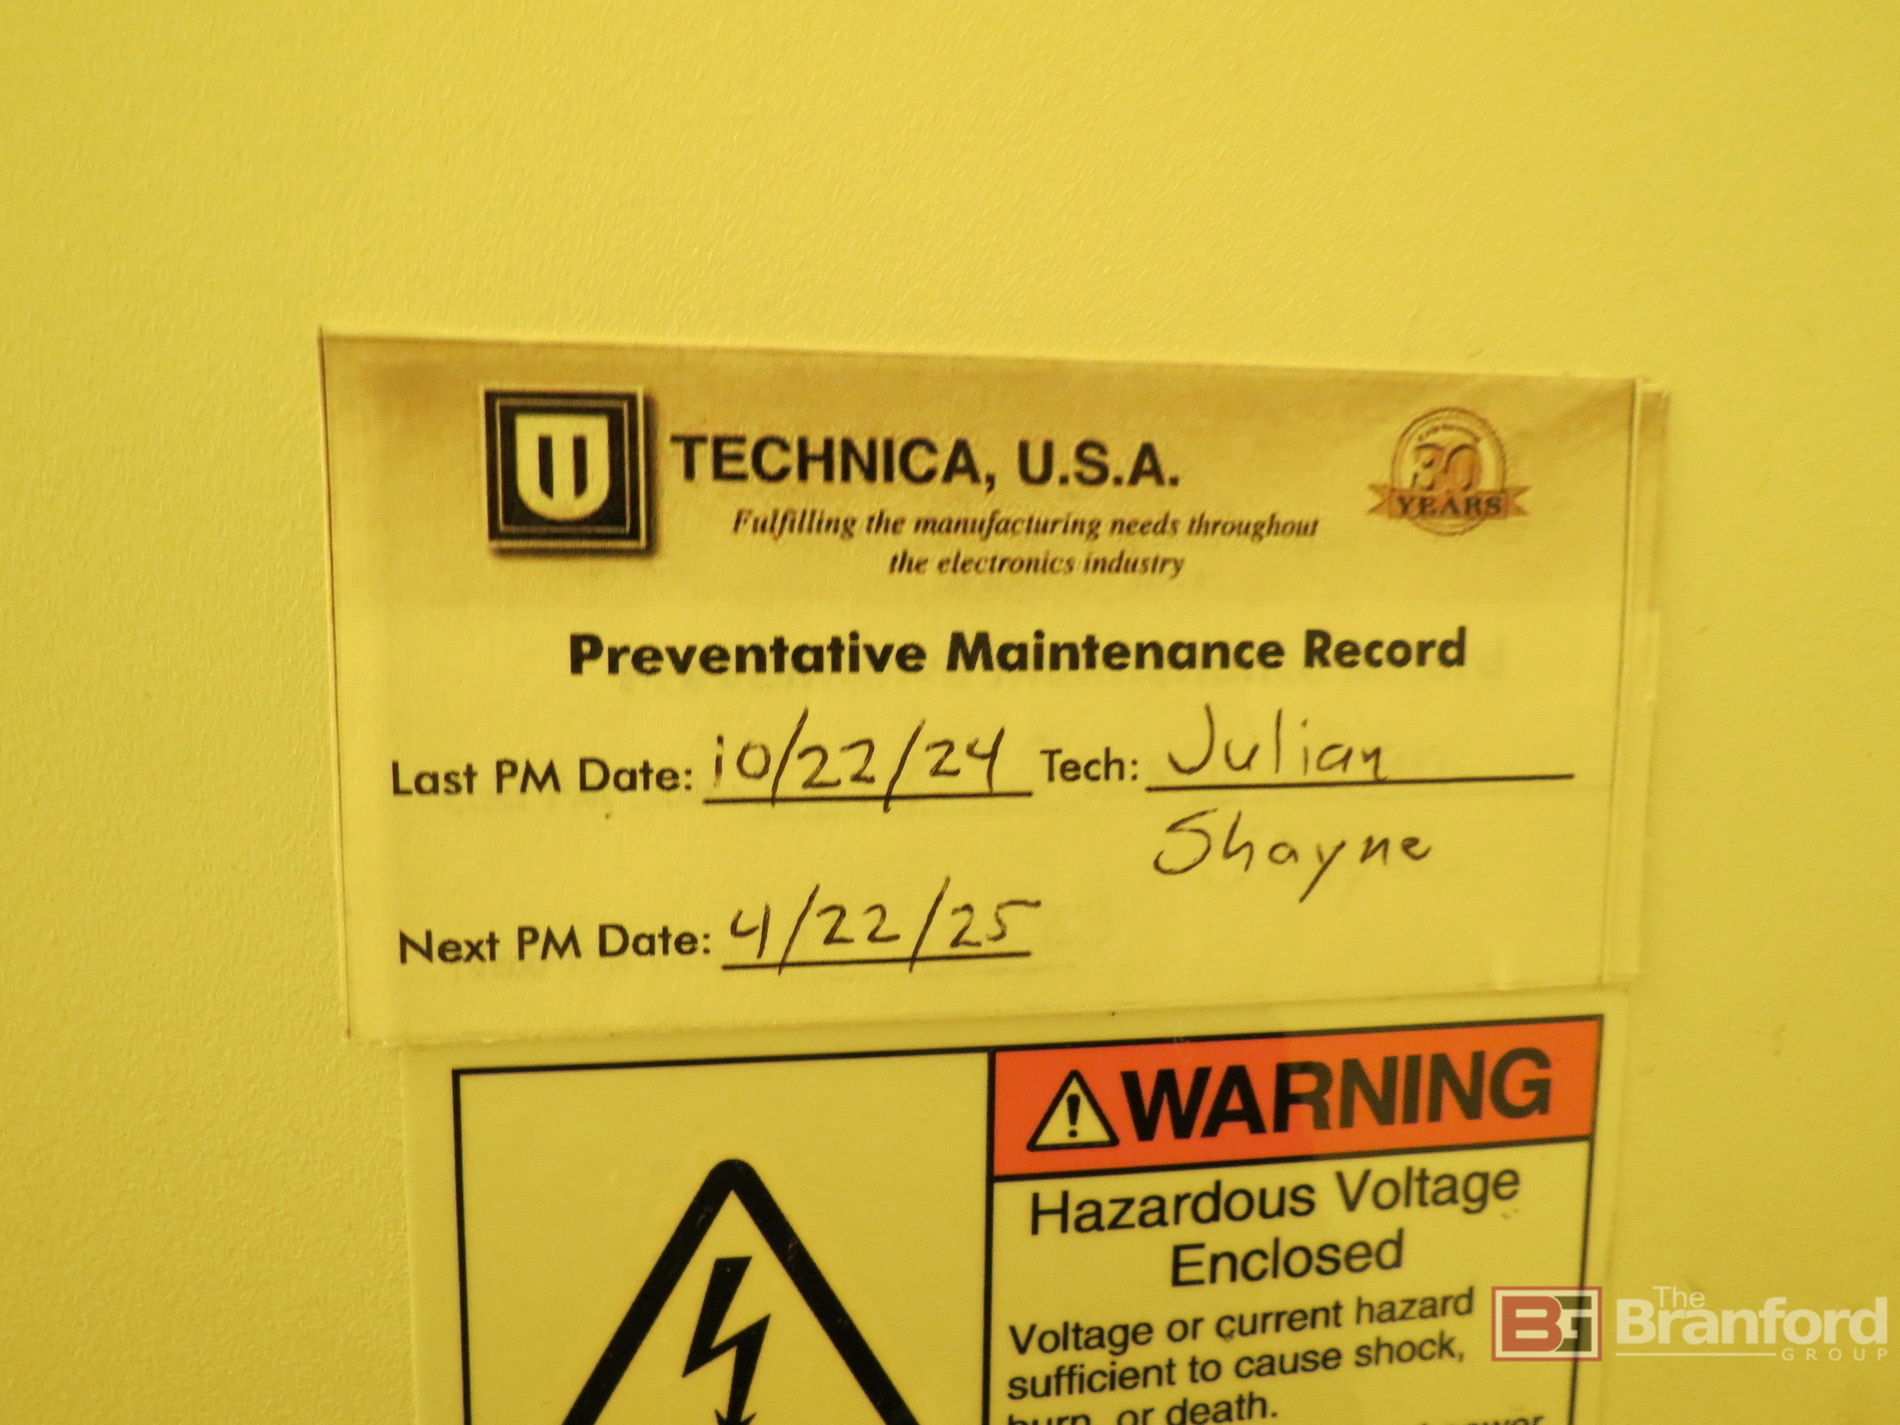 TECHNICA, U.S.A.
Fulfilling the manufacturing needs throughout
the electronics industry
30
YEARS
Preventative Maintenance Record
Last PM Date: 10/22/24 Tech: Julian
Shayne
Next PM Date: 4/22/25
WARNING
Hazardous Voltage
Enclosed
Voltage or current hazard
sufficient to cause shock,
burn, or death.
BG The
Branford
GROUP